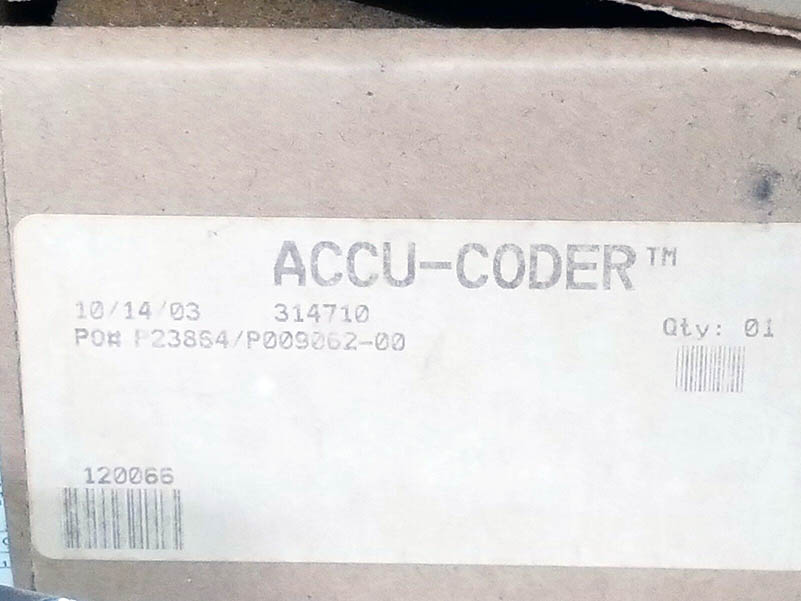 ACCU-CODER™
10/14/03 314710
PO# P23864/P009062-00
Qty: 01
120066